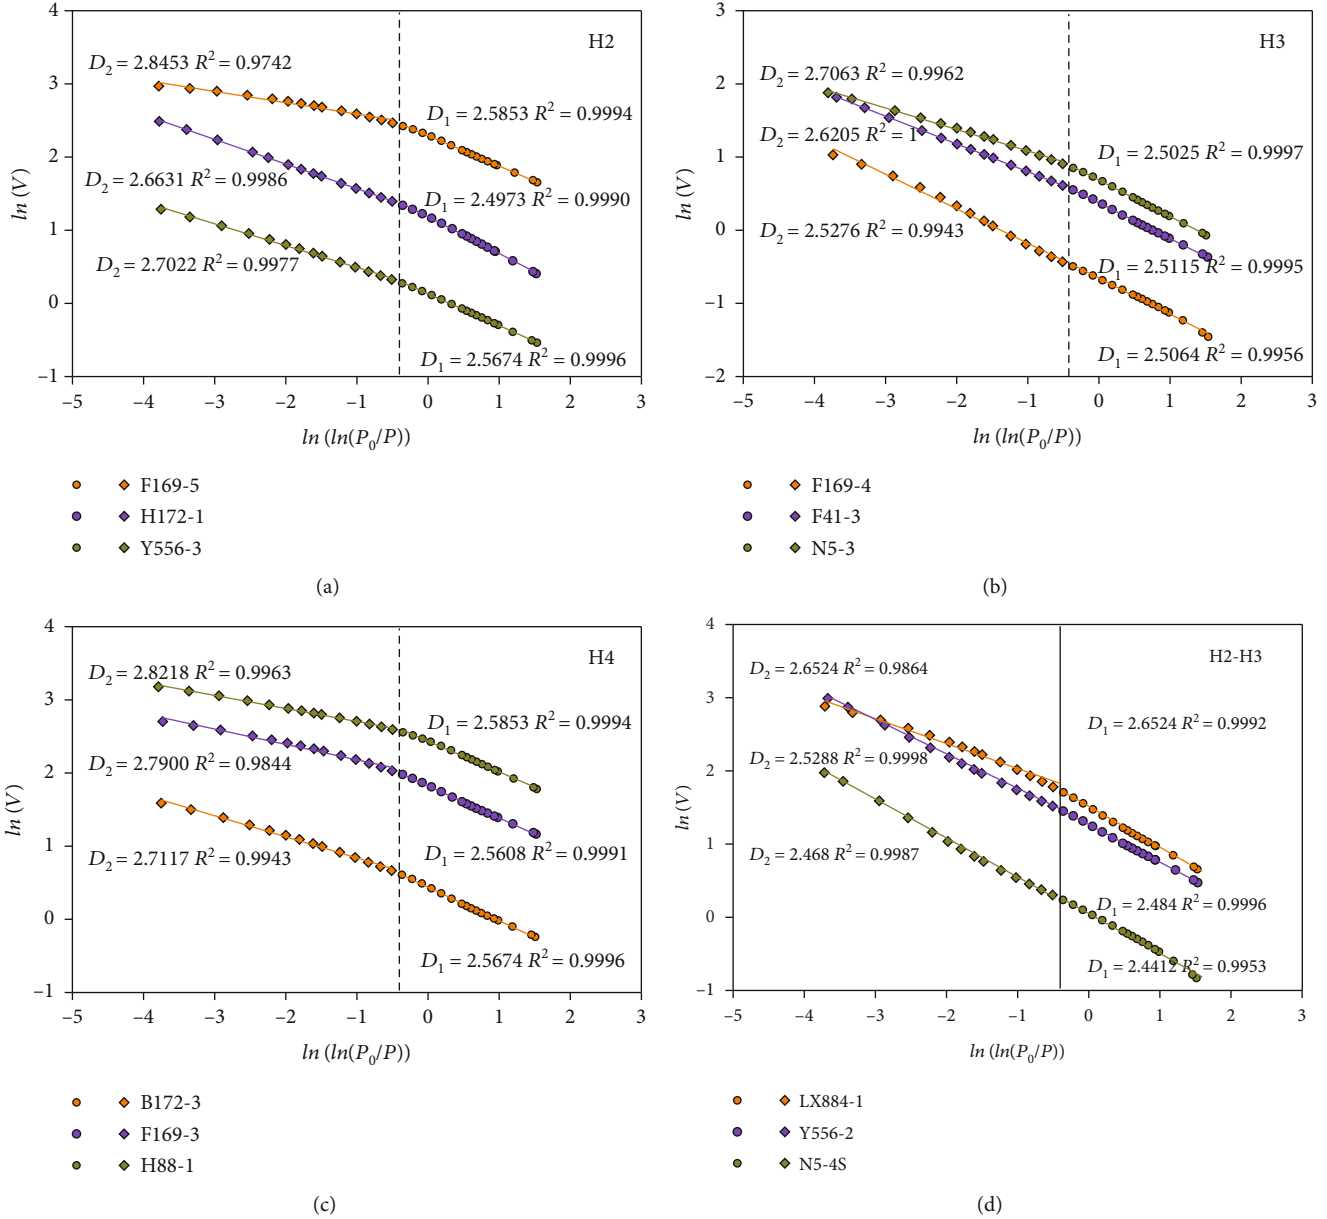 H2
D2 = 2.8453 R² = 0.9742
D1 = 2.5853 R² = 0.9994
D2 = 2.6631 R² = 0.9986
D1 = 2.4973 R² = 0.9990
D2 = 2.7022 R² = 0.9977
D1 = 2.5674 R² = 0.9996
ln (V)
4
3
2
1
0
−1
−5 −4 −3 −2 −1 0 1 2 3
ln (ln(P0/P))
F169-5
H172-1
Y556-3
(a)
H3
D2 = 2.7063 R² = 0.9962
D2 = 2.6205 R² = 1
D1 = 2.5025 R² = 0.9997
D2 = 2.5276 R² = 0.9943
D1 = 2.5115 R² = 0.9995
D1 = 2.5064 R² = 0.9956
ln (V)
3
2
1
0
−1
−2
−5 −4 −3 −2 −1 0 1 2 3
ln (ln(P0/P))
F169-4
F41-3
N5-3
(b)
H4
D2 = 2.8218 R² = 0.9963
D1 = 2.5853 R² = 0.9994
D2 = 2.7900 R² = 0.9844
D1 = 2.5608 R² = 0.9991
D2 = 2.7117 R² = 0.9943
D1 = 2.5674 R² = 0.9996
ln (V)
4
3
2
1
0
−1
−5 −4 −3 −2 −1 0 1 2 3
ln (ln(P0/P))
B172-3
F169-3
H88-1
(c)
H2-H3
D2 = 2.6524 R² = 0.9864
D1 = 2.6524 R² = 0.9992
D2 = 2.5288 R² = 0.9998
D2 = 2.468 R² = 0.9987
D1 = 2.484 R² = 0.9996
D1 = 2.4412 R² = 0.9953
ln (V)
4
3
2
1
0
−1
−5 −4 −3 −2 −1 0 1 2 3
ln (ln(P0/P))
LX884-1
Y556-2
N5-4S
(d)